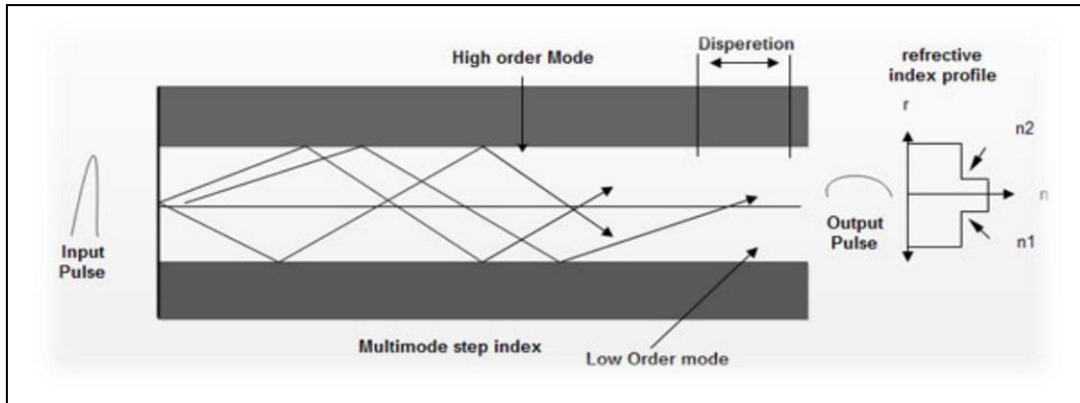 Disperetion
High order Mode
refrective
index profile
r
n2
n
Input
Pulse
Output
Pulse
n1
Multimode step index
Low Order mode